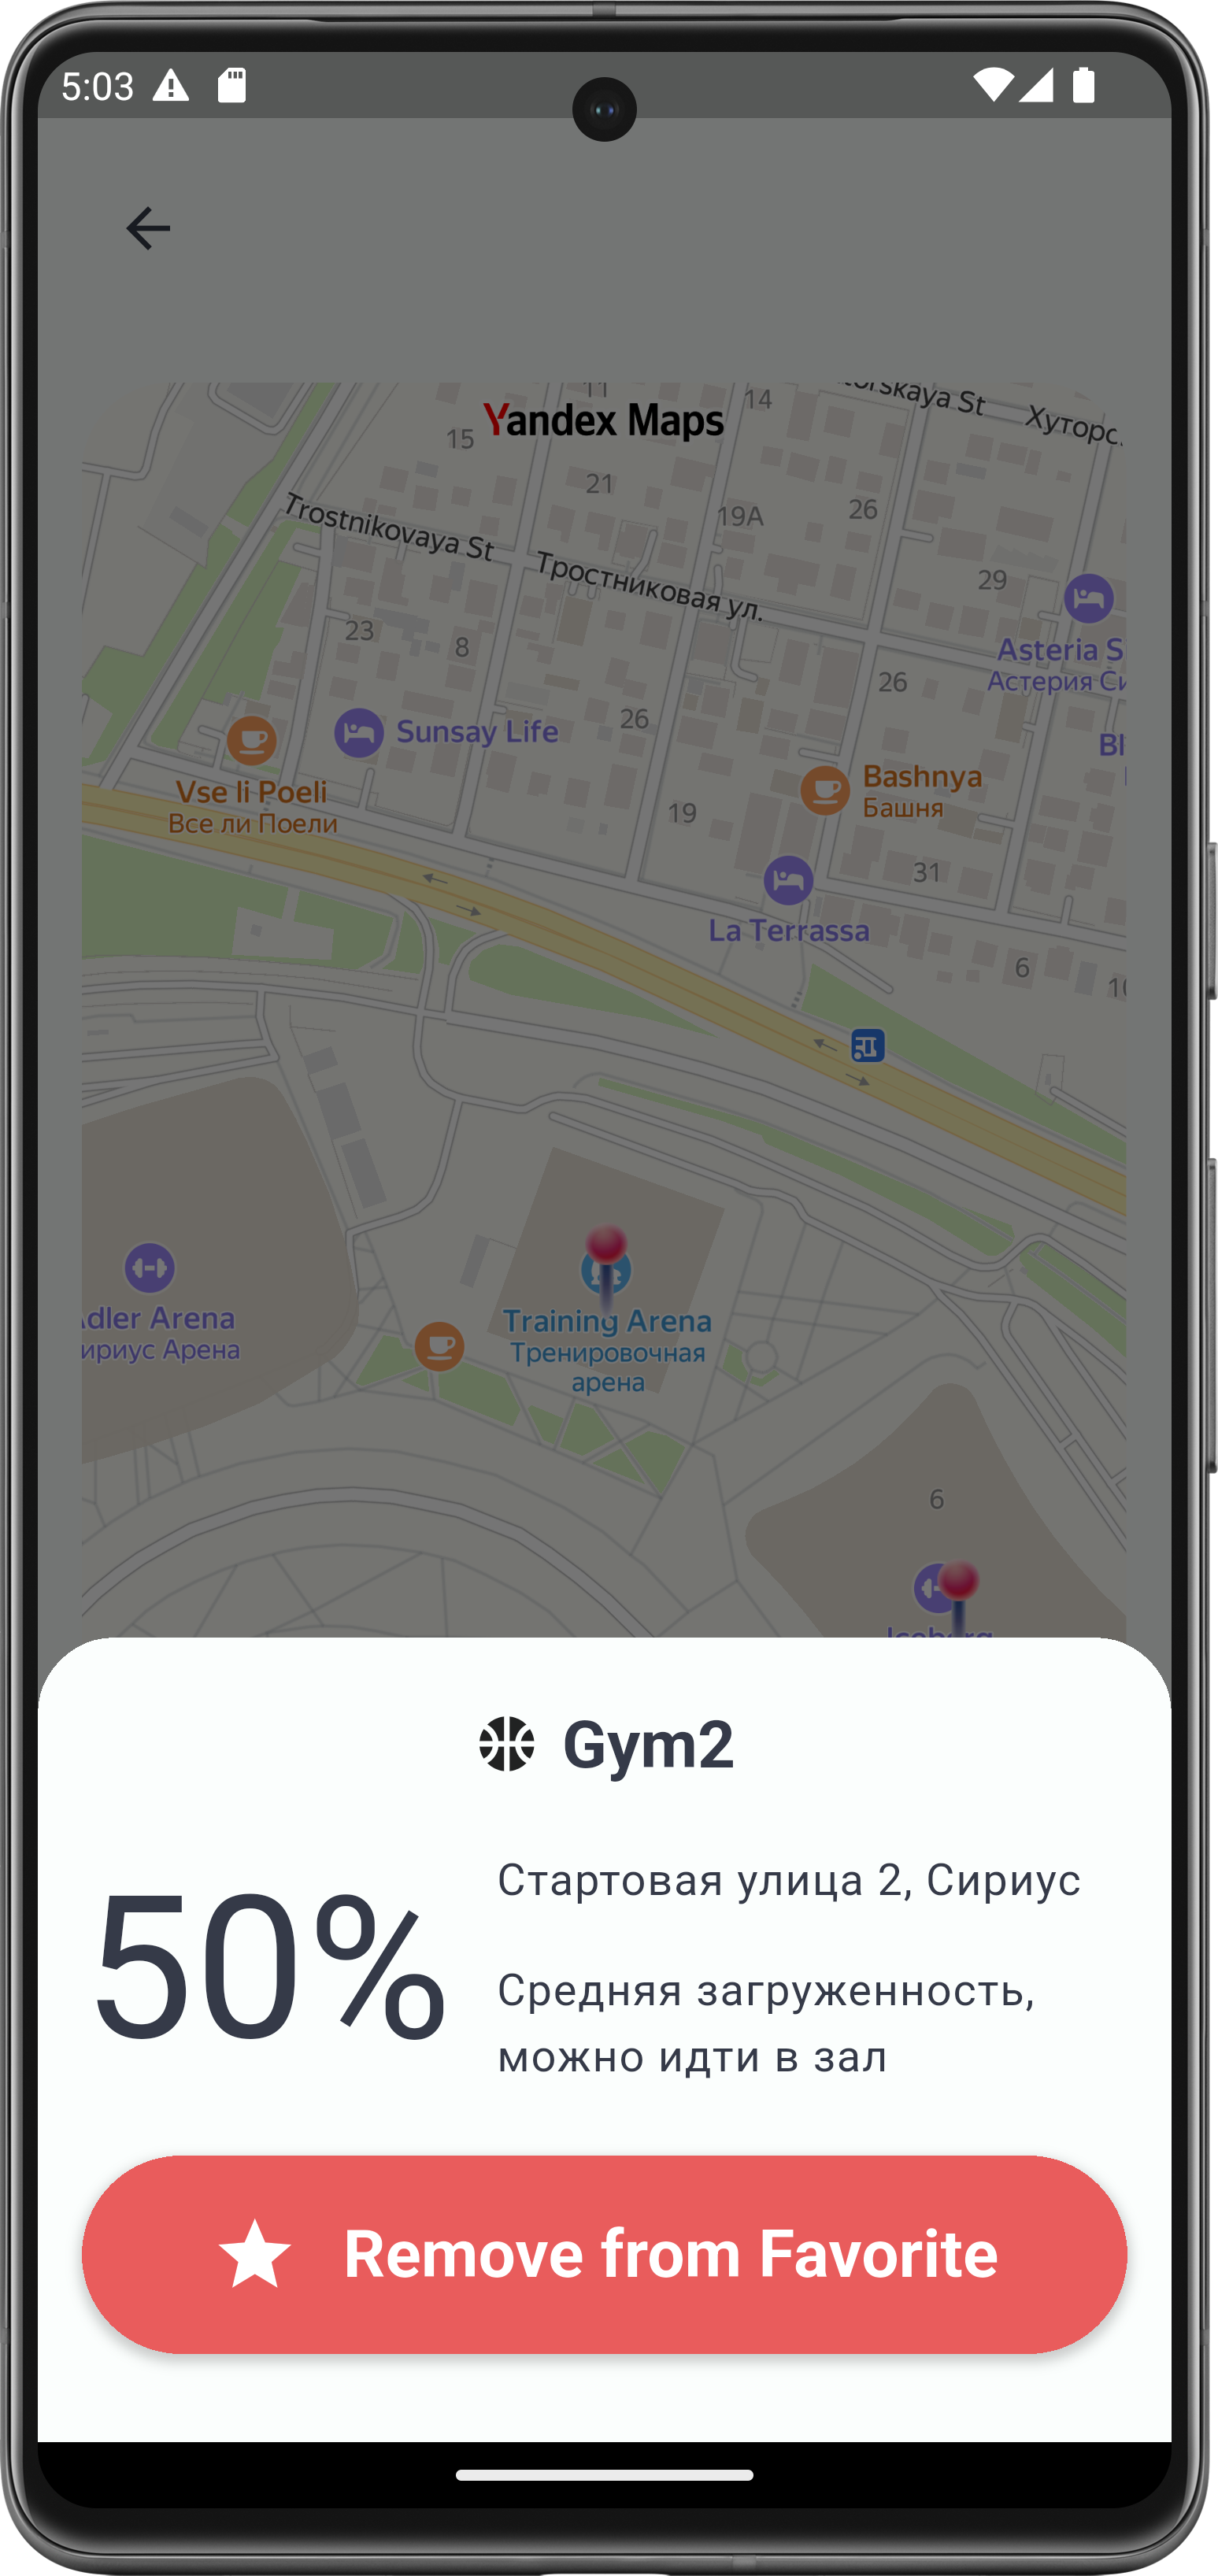 5:03
11
14
torskaya St
Хуторс.
Yandex Maps
15
21
19A
26
Trostnikovaya St
Тростниковая ул.
29
23
8
26
Asteria S
Астерия Си
26
Sunsay Life
Bl
Vse li Poeli
Все ли Поели
19
Bashnya
Башня
31
La Terrassa
6
10
dler Arena
ириус Арена
Training Arena
Тренировочная
арена
6
Iceberg
Gym2
50%
Стартовая улица 2, Сириус
Средняя загруженность,
можно идти в зал
Remove from Favorite